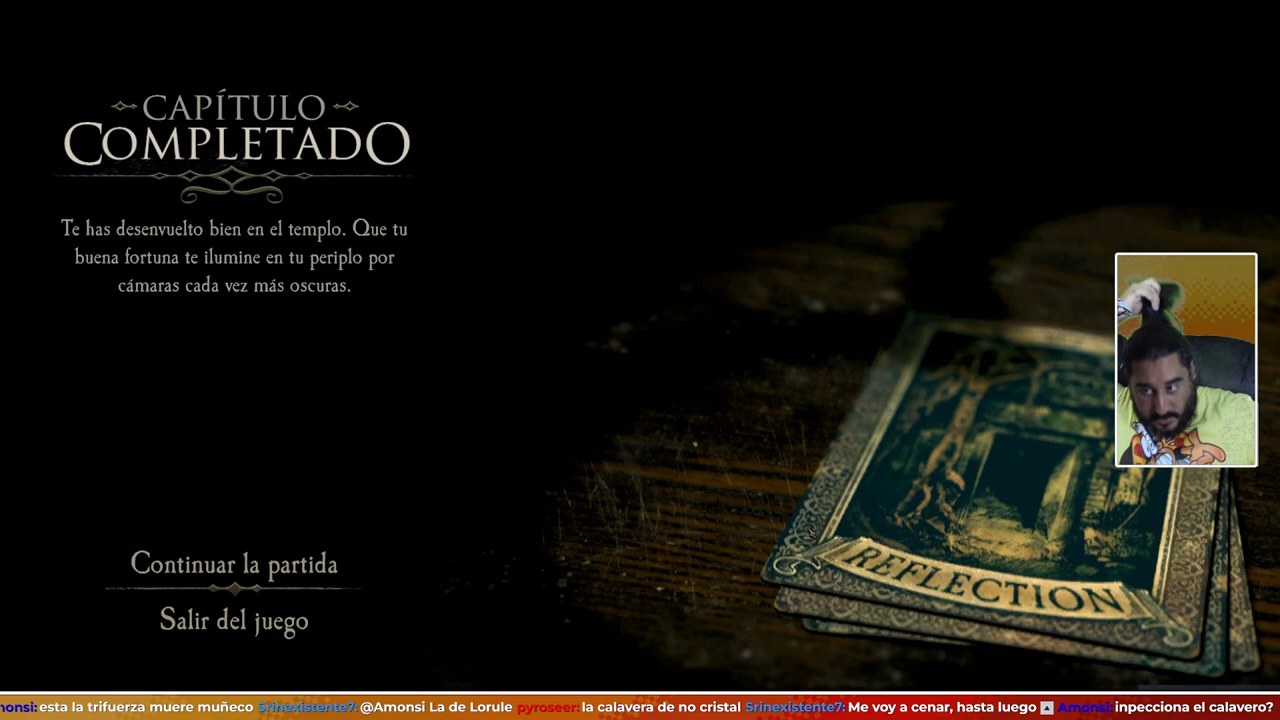 CAPÍTULO
COMPLETADO
Te has desenvuelto bien en el templo. Que tu
buena fortuna te ilumine en tu periplo por
cámaras cada vez más oscuras.
REFLECTION
Continuar la partida
Salir del juego
monsi: esta la trifuerza muere muñeco Srinexistente7: @Amonsi La de Lorule pyroseer: la calavera de no cristal Srinexistente7: Me voy a cenar, hasta luego Amonsi: inpecciona el calavero?